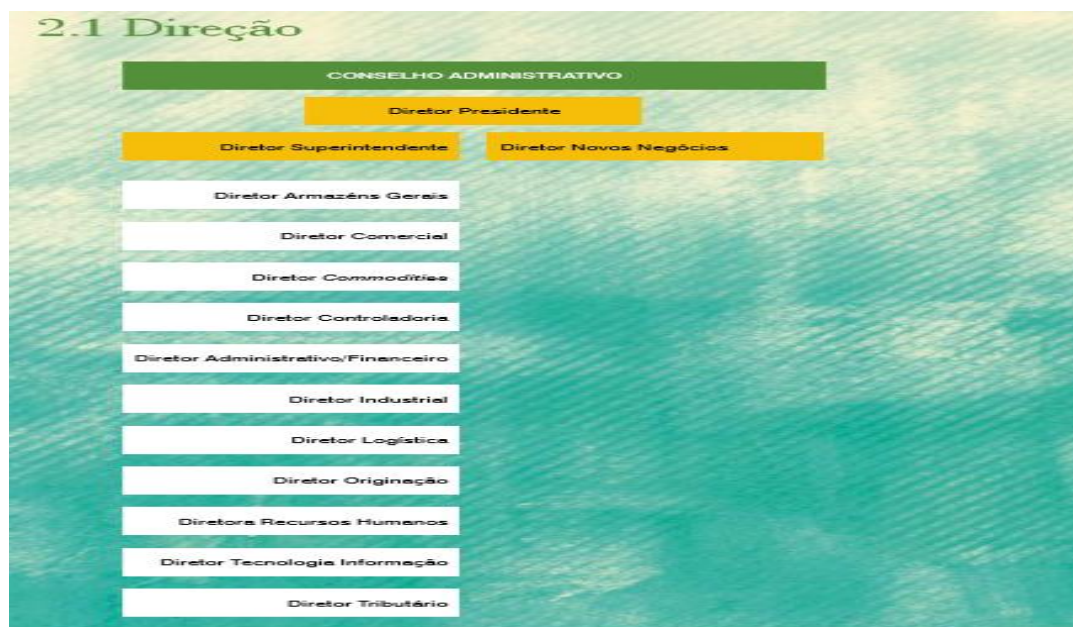 2.1 Direção
CONSELHO ADMINISTRATIVO
Diretor Presidente
Diretor Superintendente
Diretor Novos Negócios
Diretor Armazéns Gerais
Diretor Comercial
Diretor Commodities
Diretor Controladoria
Diretor Administrativo/Financeiro
Diretor Industrial
Diretor Logística
Diretor Originação
Diretora Recursos Humanos
Diretor Tecnologia Informação
Diretor Tributário